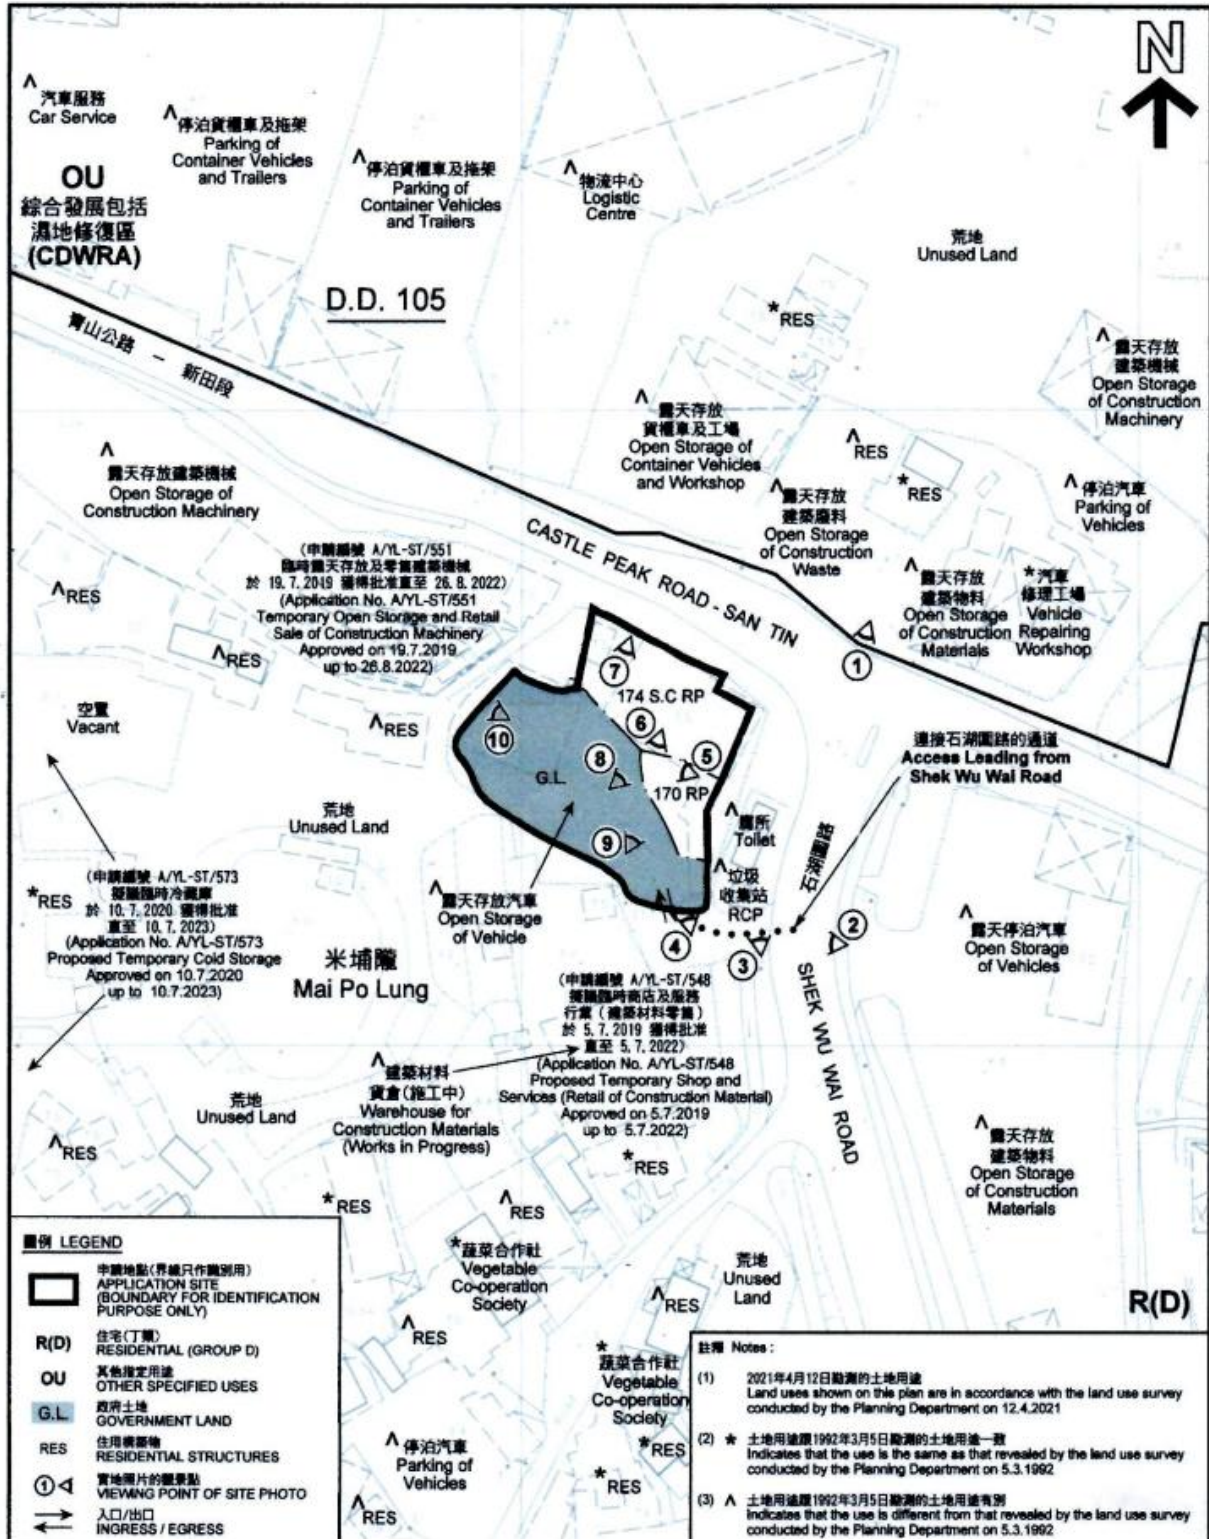 N
^ 汽車服務
Car Service
^ 停泊貨櫃車及拖架
Parking of
Container Vehicles
and Trailers
^ 停泊貨櫃車及拖架
Parking of
Container Vehicles
and Trailers
^ 物流中心
Logistic
Centre
OU
綜合發展包括
濕地修復區
(CDWRA)
荒地
Unused Land
D.D. 105
*RES
青山公路 － 新田段
^ 露天存放
建築機械
Open Storage
of Construction
Machinery
^ 露天存放
貨櫃車及工場
Open Storage of
Container Vehicles
and Workshop
^RES
*RES
^ 露天存放建築機械
Open Storage of
Construction Machinery
^ 露天存放
建築廢料
Open Storage
of Construction
Waste
^ 停泊汽車
Parking of
Vehicles
CASTLE PEAK ROAD - SAN TIN
(申請編號 A/YL-ST/551
臨時露天存放及零售建築機械
於 19.7.2019 獲得批准直至 26.8.2022)
(Application No. A/YL-ST/551
Temporary Open Storage and Retail
Sale of Construction Machinery
Approved on 19.7.2019
up to 26.8.2022)
^RES
^RES
^ 露天存放
建築物料
Open Storage
of Construction
Materials
* 汽車
修理工場
Vehicle
Repairing
Workshop
1
7
174 S.C RP
空置
Vacant
^RES
10
6
5
8
G.L.
170 RP
連接石湖圍路的通道
Access Leading from
Shek Wu Wai Road
荒地
Unused Land
9
^ 廁所
Toilet
石湖圍路
^ 垃圾
收集站
RCP
(申請編號 A/YL-ST/573
擬議臨時冷藏庫
於 10.7.2020 獲得批准
直至 10.7.2023)
(Application No. A/YL-ST/573
Proposed Temporary Cold Storage
Approved on 10.7.2020
up to 10.7.2023)
*RES
^ 露天存放汽車
Open Storage
of Vehicle
4
3
2
^ 露天停泊汽車
Open Storage
of Vehicles
米埔隴
Mai Po Lung
SHEK WU WAI ROAD
(申請編號 A/YL-ST/548
擬議臨時商店及服務
行業（建築材料零售）
於 5.7.2019 獲得批准
直至 5.7.2022)
(Application No. A/YL-ST/548
Proposed Temporary Shop and
Services (Retail of Construction Material)
Approved on 5.7.2019
up to 5.7.2022)
^ 建築材料
貨倉(施工中)
Warehouse for
Construction Materials
(Works in Progress)
荒地
Unused Land
^RES
*RES
^ 露天存放
建築物料
Open Storage
of Construction
Materials
*RES
^RES
* 蔬菜合作社
Vegetable
Co-operation
Society
荒地
Unused
Land
^RES
^RES
R(D)
* 蔬菜合作社
Vegetable
Co-operation
Society
*RES
^ 停泊汽車
Parking of
Vehicles
*RES
^RES
圖例 LEGEND
申請地點(界線只作識別用)
APPLICATION SITE
(BOUNDARY FOR IDENTIFICATION
PURPOSE ONLY)
R(D) 住宅(丁類)
RESIDENTIAL (GROUP D)
OU 其他指定用途
OTHER SPECIFIED USES
G.L. 政府土地
GOVERNMENT LAND
RES 住用構築物
RESIDENTIAL STRUCTURES
1 實地照片的觀景點
VIEWING POINT OF SITE PHOTO
入口/出口
INGRESS / EGRESS
註釋 Notes :
(1) 2021年4月12日勘測的土地用途
Land uses shown on this plan are in accordance with the land use survey
conducted by the Planning Department on 12.4.2021
(2) * 土地用途跟1992年3月5日勘測的土地用途一致
Indicates that the use is the same as that revealed by the land use survey
conducted by the Planning Department on 5.3.1992
(3) ^ 土地用途跟1992年3月5日勘測的土地用途有別
Indicates that the use is different from that revealed by the land use survey
conducted by the Planning Department on 5.3.1992